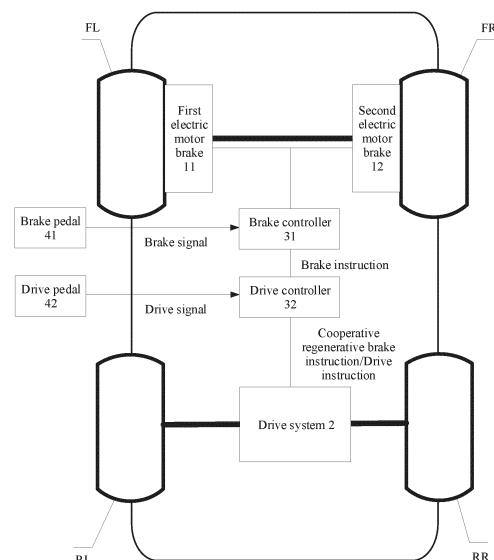 FL
FR
First
electric
motor
brake
11
Second
electric
motor
brake
12
Brake pedal
41
Brake signal
Brake controller
31
Brake instruction
Drive pedal
42
Drive signal
Drive controller
32
Cooperative
regenerative brake
instruction/Drive
instruction
Drive system 2
RL
RR